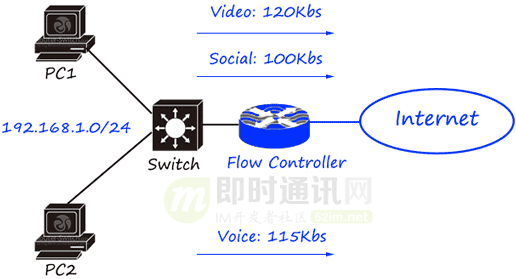 Video: 120Kbs
Social: 100Kbs
PC1
192.168.1.0/24
Internet
Switch
Flow Controller
即时通讯网
IM开发者社区 52im.net
Voice: 115Kbs
PC2